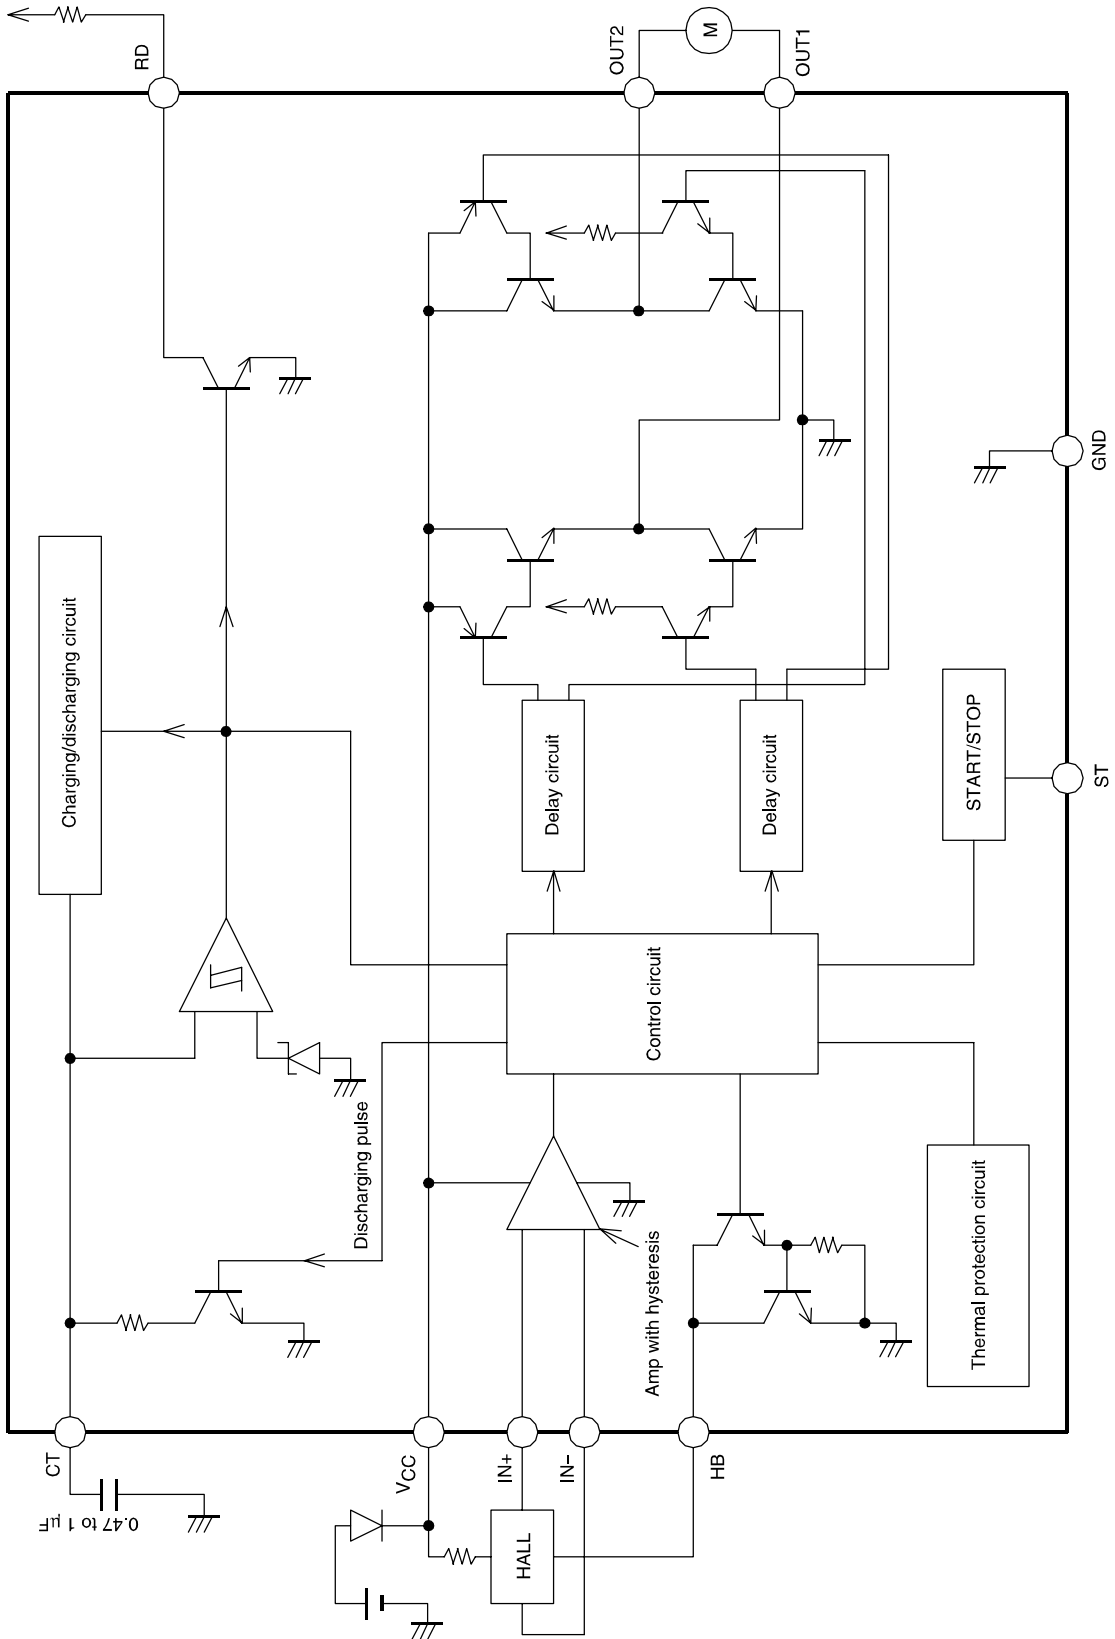 RD
OUT2
M
OUT1
Charging/discharging circuit
GND
Delay circuit
Delay circuit
START/STOP
ST
Control circuit
Discharging pulse
Amp with hysteresis
Thermal protection circuit
CT
VCC
IN+
IN−
HB
0.47 to 1 µF
HALL